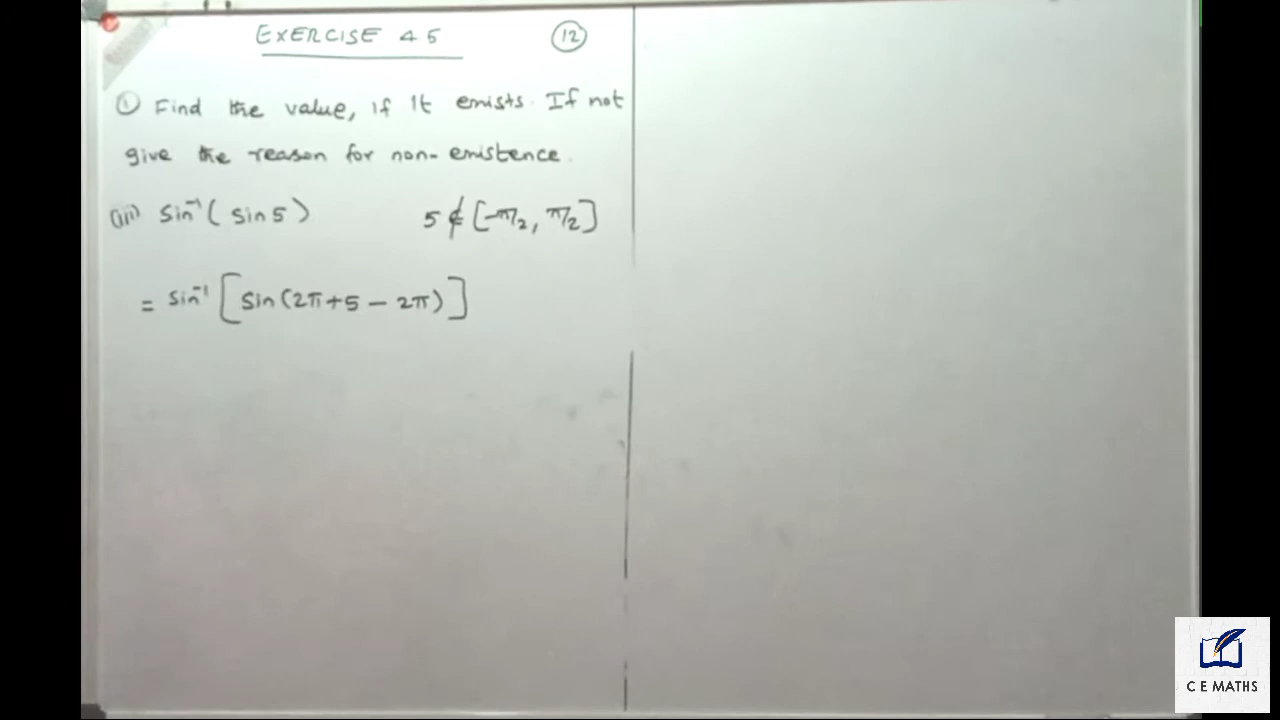 EXERCISE 4 5 (12)
① Find the value, if It exists. If not
give the reason for non-existence.
(iii) sin⁻¹( sin 5 ) 5 ∉ [-π/2, π/2]
= sin⁻¹ [ sin (2π + 5 - 2π) ]
C E MATHS